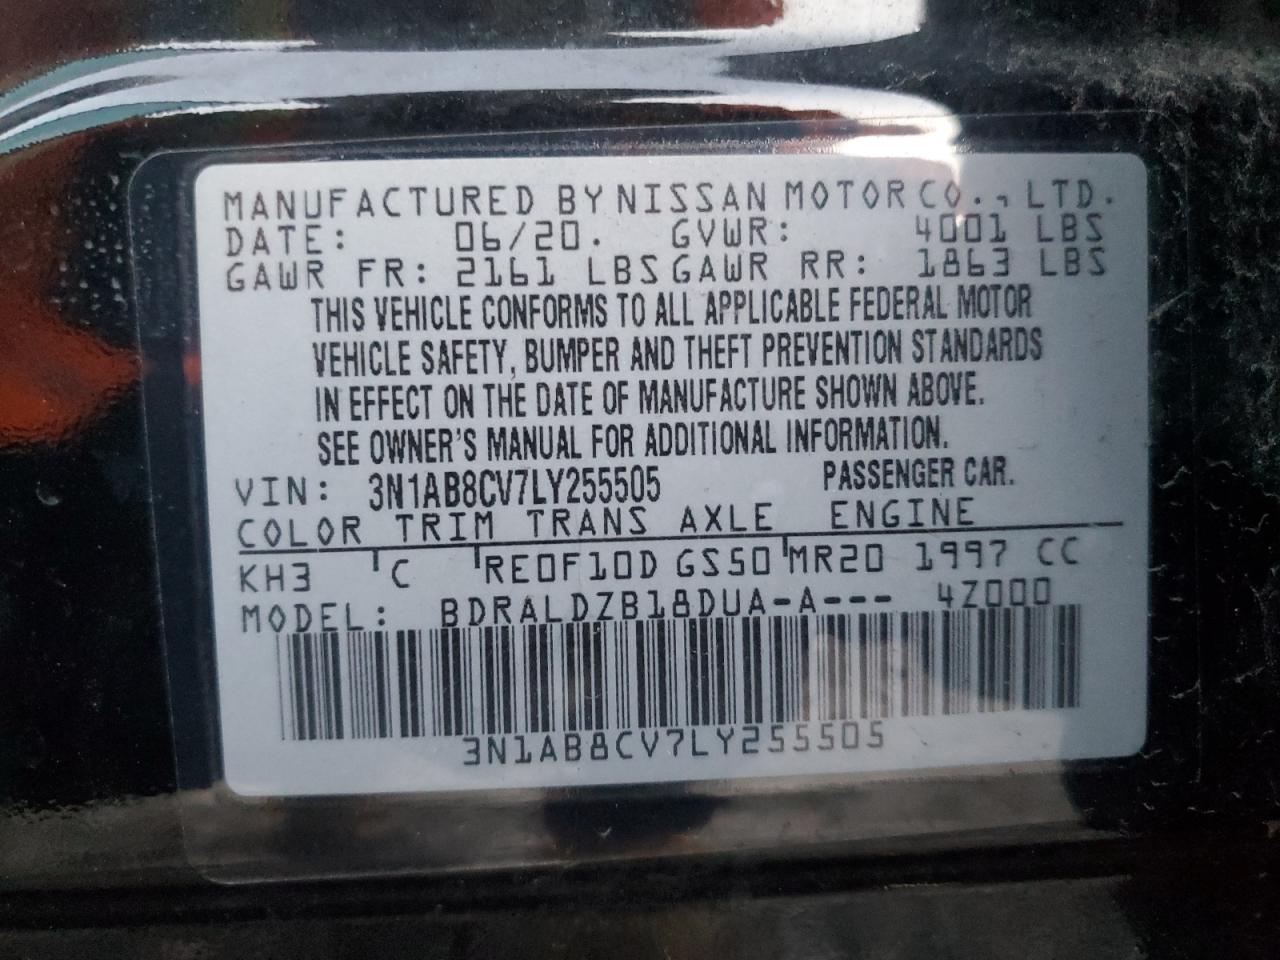 MANUFACTURED BY NISSAN MOTOR CO., LTD.
DATE: 06/20. GVWR: 4001 LBS
GAWR FR: 2161 LBS GAWR RR: 1863 LBS
THIS VEHICLE CONFORMS TO ALL APPLICABLE FEDERAL MOTOR
VEHICLE SAFETY, BUMPER AND THEFT PREVENTION STANDARDS
IN EFFECT ON THE DATE OF MANUFACTURE SHOWN ABOVE.
SEE OWNER'S MANUAL FOR ADDITIONAL INFORMATION.
VIN: 3N1AB8CV7LY255505 PASSENGER CAR.
COLOR TRIM TRANS AXLE ENGINE
KH3 C RE0F10D GS50 MR20 1997 CC
MODEL: BDRALDZB18DUA-A--- 4Z000
3N1AB8CV7LY255505